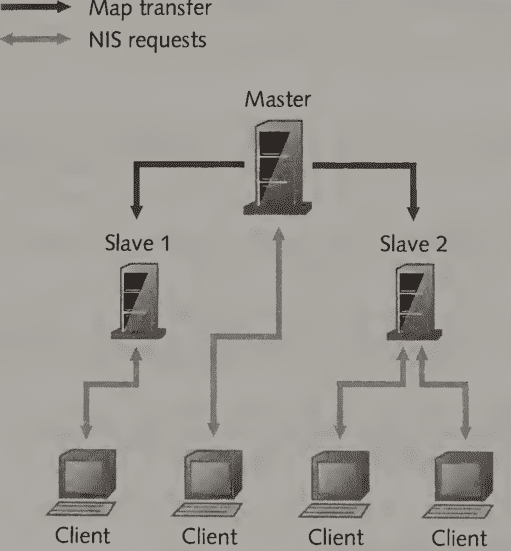 Map transfer
NIS requests
Master
Slave 1
Slave 2
Client
Client
Client
Client